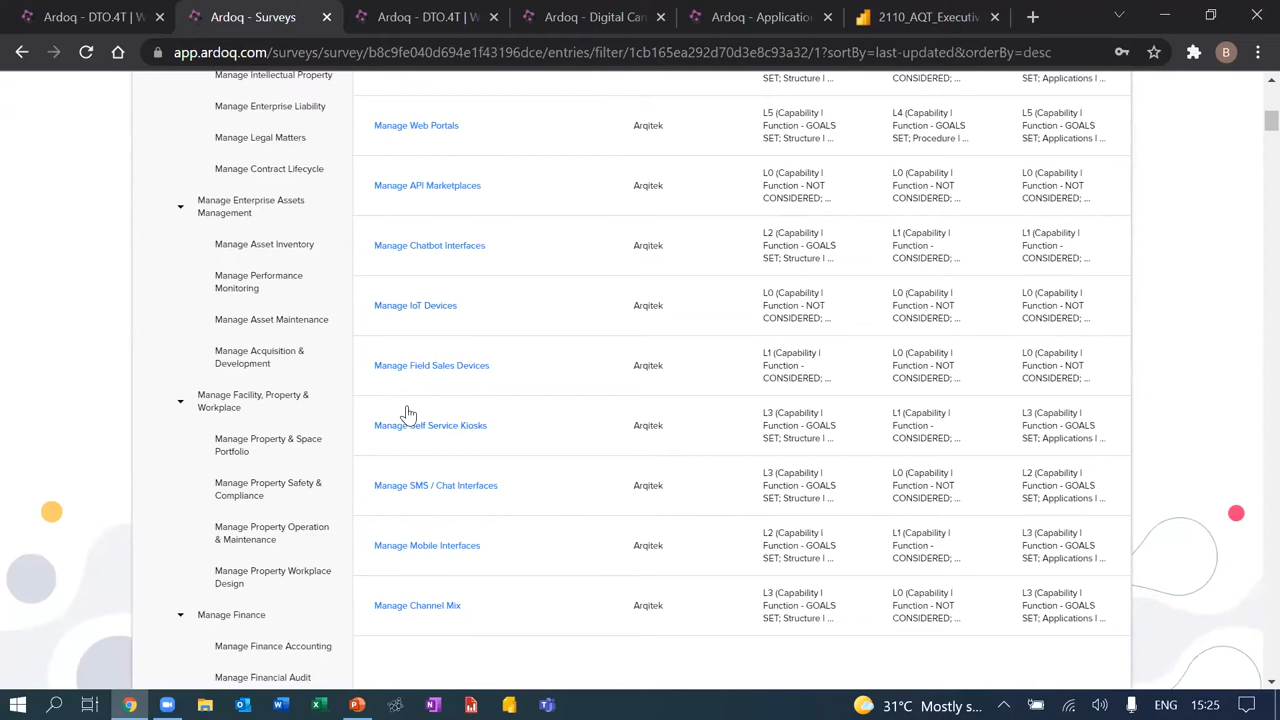 Ardoq - DTO.4T | W
Ardoq - Surveys
Ardoq - DTO.4T | W
Ardoq - Digital Can
Ardoq - Application
2110_AQT_Executiv
app.ardoq.com/surveys/survey/b8c9fe040d694e1f43196dce/entries/filter/1cb165ea292d70d3e8c93a32/1?sortBy=last-updated&orderBy=desc
B
Manage Intellectual Property
Manage Enterprise Liability
Manage Legal Matters
Manage Contract Lifecycle
Manage Enterprise Assets
Management
Manage Asset Inventory
Manage Performance
Monitoring
Manage Asset Maintenance
Manage Acquisition &
Development
Manage Facility, Property &
Workplace
Manage Property & Space
Portfolio
Manage Property Safety &
Compliance
Manage Property Operation
& Maintenance
Manage Property Workplace
Design
Manage Finance
Manage Finance Accounting
Manage Financial Audit
SET; Structure | ...
CONSIDERED; ...
SET; Applications | ...
Manage Web Portals
Arqitek
L5 (Capability |
Function - GOALS
SET; Structure | ...
L4 (Capability |
Function - GOALS
SET; Procedure | ...
L5 (Capability |
Function - GOALS
SET; Applications | ...
Manage API Marketplaces
Arqitek
L0 (Capability |
Function - NOT
CONSIDERED; ...
L0 (Capability |
Function - NOT
CONSIDERED; ...
L0 (Capability |
Function - NOT
CONSIDERED; ...
Manage Chatbot Interfaces
Arqitek
L2 (Capability |
Function - GOALS
SET; Structure | ...
L1 (Capability |
Function -
CONSIDERED; ...
L1 (Capability |
Function -
CONSIDERED; ...
Manage IoT Devices
Arqitek
L0 (Capability |
Function - NOT
CONSIDERED; ...
L0 (Capability |
Function - NOT
CONSIDERED; ...
L0 (Capability |
Function - NOT
CONSIDERED; ...
Manage Field Sales Devices
Arqitek
L1 (Capability |
Function -
CONSIDERED; ...
L0 (Capability |
Function - NOT
CONSIDERED; ...
L0 (Capability |
Function - NOT
CONSIDERED; ...
Manage Self Service Kiosks
Arqitek
L3 (Capability |
Function - GOALS
SET; Structure | ...
L1 (Capability |
Function -
CONSIDERED; ...
L3 (Capability |
Function - GOALS
SET; Applications | ...
Manage SMS / Chat Interfaces
Arqitek
L3 (Capability |
Function - GOALS
SET; Structure | ...
L0 (Capability |
Function - NOT
CONSIDERED; ...
L2 (Capability |
Function - GOALS
SET; Applications | ...
Manage Mobile Interfaces
Arqitek
L2 (Capability |
Function - GOALS
SET; Structure | ...
L1 (Capability |
Function -
CONSIDERED; ...
L3 (Capability |
Function - GOALS
SET; Applications | ...
Manage Channel Mix
Arqitek
L3 (Capability |
Function - GOALS
SET; Structure | ...
L0 (Capability |
Function - NOT
CONSIDERED; ...
L3 (Capability |
Function - GOALS
SET; Applications | ...
31°C Mostly s...
ENG
15:25